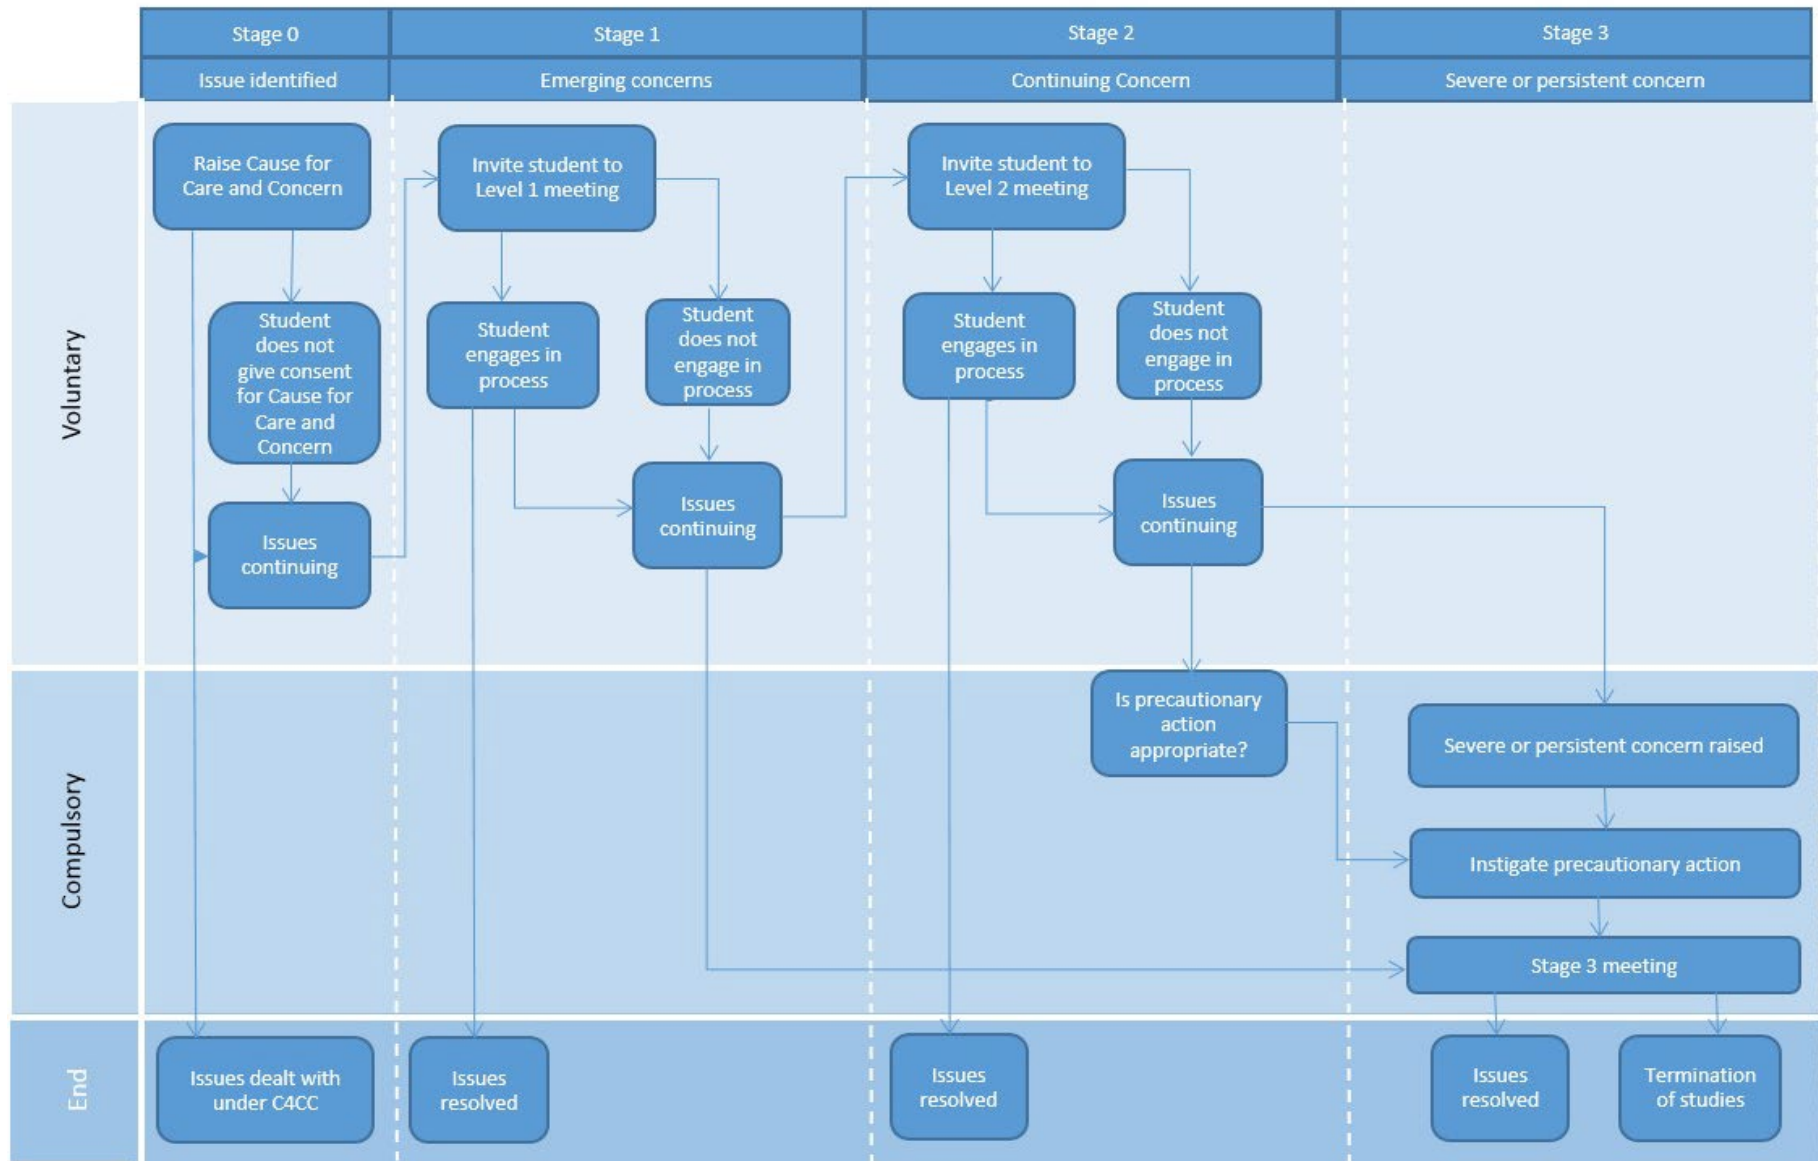 Stage 0
Stage 1
Stage 2
Stage 3
Issue identified
Emerging concerns
Continuing Concern
Severe or persistent concern
Voluntary
Raise Cause for
Care and Concern
Student
does not
give consent
for Cause for
Care and
Concern
Issues
continuing
Invite student to
Level 1 meeting
Student
engages in
process
Student
does not
engage in
process
Issues
continuing
Invite student to
Level 2 meeting
Student
engages in
process
Student
does not
engage in
process
Issues
continuing
Compulsory
Is precautionary
action
appropriate?
Severe or persistent concern raised
Instigate precautionary action
Stage 3 meeting
End
Issues dealt with
under C4CC
Issues
resolved
Issues
resolved
Issues
resolved
Termination
of studies